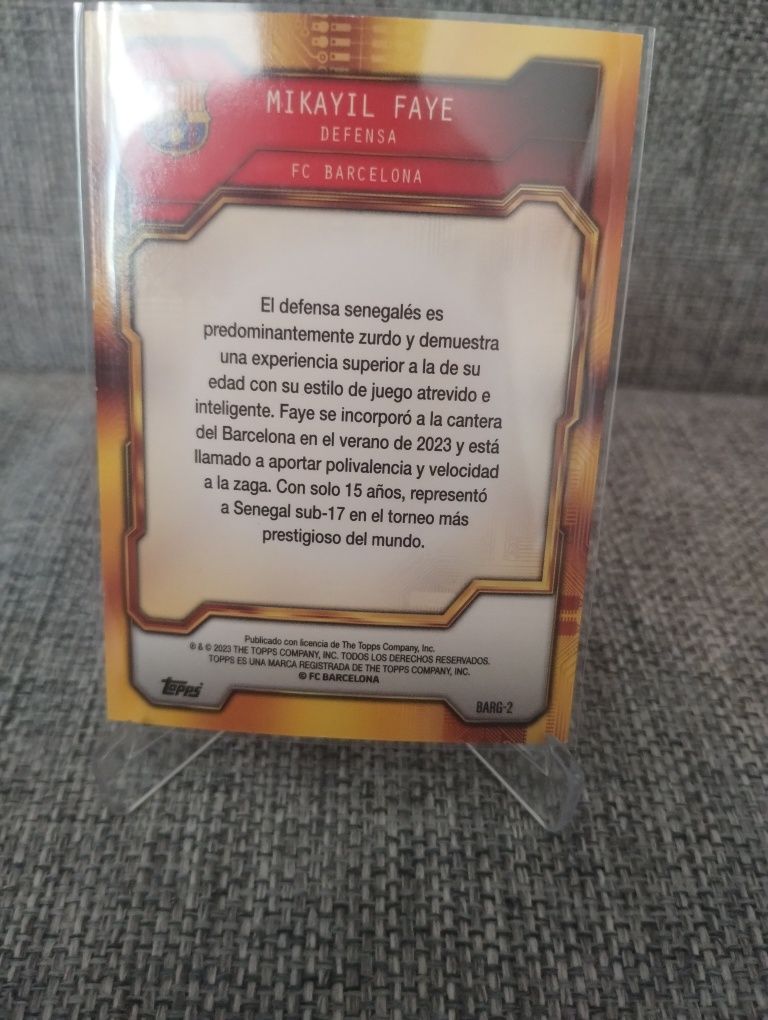 MIKAYIL FAYE
DEFENSA
FC BARCELONA
El defensa senegalés es
predominantemente zurdo y demuestra
una experiencia superior a la de su
edad con su estilo de juego atrevido e
inteligente. Faye se incorporó a la cantera
del Barcelona en el verano de 2023 y está
llamado a aportar polivalencia y velocidad
a la zaga. Con solo 15 años, representó
a Senegal sub-17 en el torneo más
prestigioso del mundo.
Publicado con licencia de The Topps Company, Inc.
® & © 2023 THE TOPPS COMPANY, INC. TODOS LOS DERECHOS RESERVADOS.
TOPPS ES UNA MARCA REGISTRADA DE THE TOPPS COMPANY, INC.
© FC BARCELONA
Topps
BARG-2